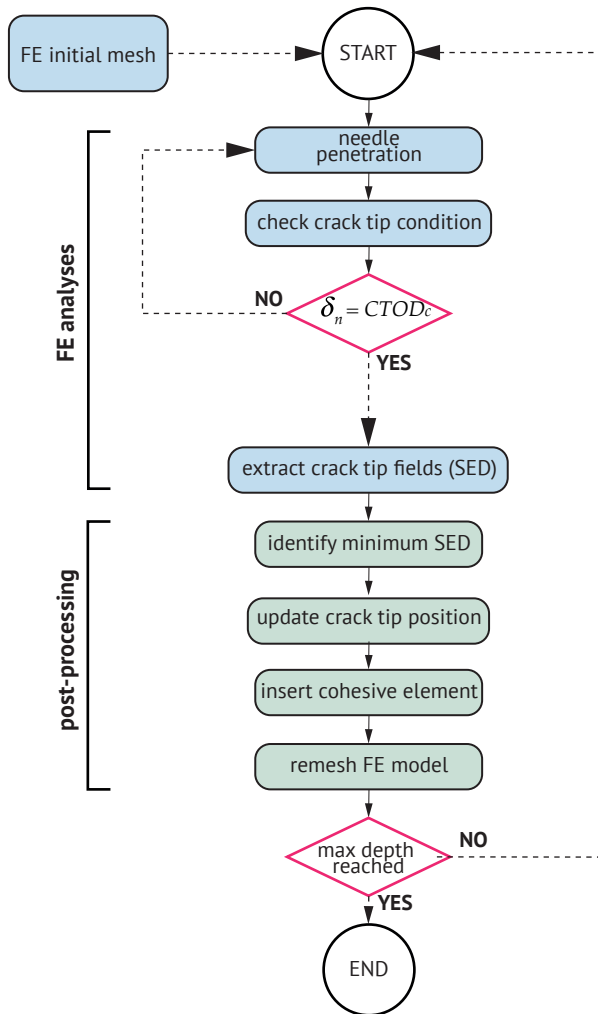 FE initial mesh
START
needle
penetration
check crack tip condition
NO
δn = CTODc
YES
FE analyses
extract crack tip fields (SED)
identify minimum SED
update crack tip position
insert cohesive element
remesh FE model
post-processing
max depth
reached
NO
YES
END